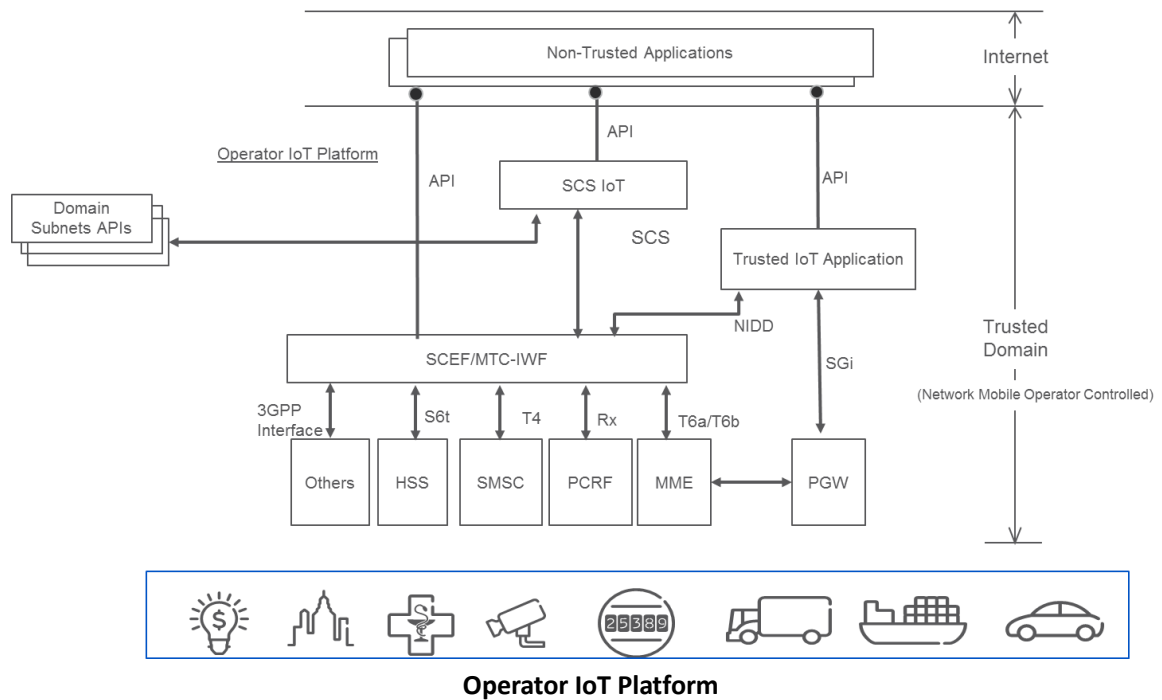 Non-Trusted Applications
Internet
API
Operator IoT Platform
API
SCS IoT
API
Domain
Subnets APIs
SCS
Trusted IoT Application
NIDD
Trusted
Domain
(Network Mobile Operator Controlled)
SCEF/MTC-IWF
SGi
3GPP
Interface
S6t
T4
Rx
T6a/T6b
Others
HSS
SMSC
PCRF
MME
PGW
$
25389
Operator IoT Platform